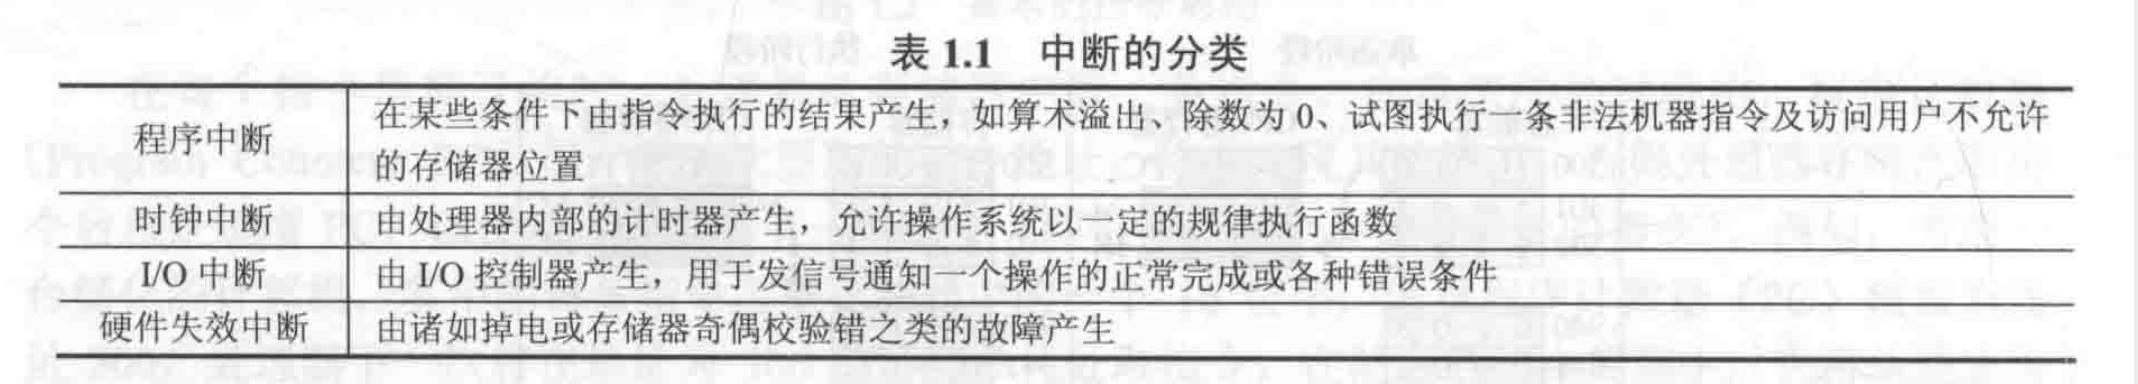 表 1.1 中断的分类
程序中断
在某些条件下由指令执行的结果产生，如算术溢出、除数为 0、试图执行一条非法机器指令及访问用户不允许
的存储器位置
时钟中断 由处理器内部的计时器产生，允许操作系统以一定的规律执行函数
I/O 中断 由 I/O 控制器产生，用于发信号通知一个操作的正常完成或各种错误条件
硬件失效中断 由诸如掉电或存储器奇偶校验错之类的故障产生